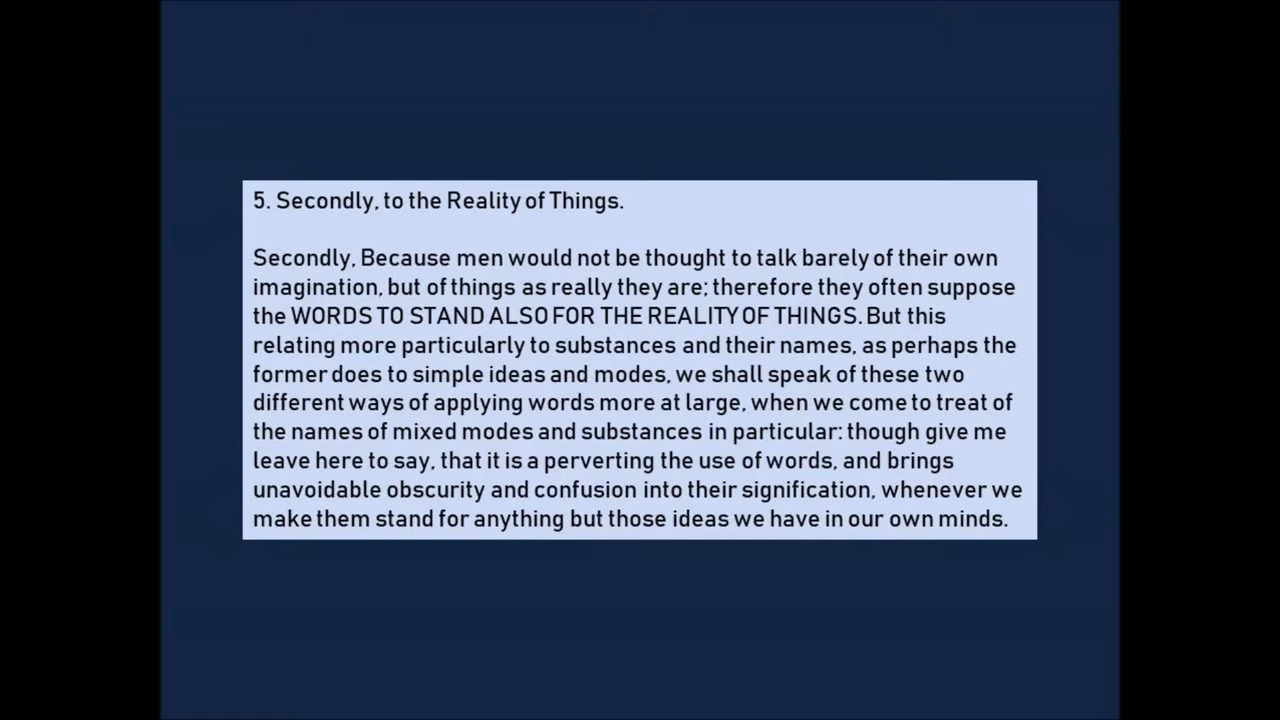 5. Secondly, to the Reality of Things.
Secondly, Because men would not be thought to talk barely of their own
imagination, but of things as really they are; therefore they often suppose
the WORDS TO STAND ALSO FOR THE REALITY OF THINGS. But this
relating more particularly to substances and their names, as perhaps the
former does to simple ideas and modes, we shall speak of these two
different ways of applying words more at large, when we come to treat of
the names of mixed modes and substances in particular: though give me
leave here to say, that it is a perverting the use of words, and brings
unavoidable obscurity and confusion into their signification, whenever we
make them stand for anything but those ideas we have in our own minds.